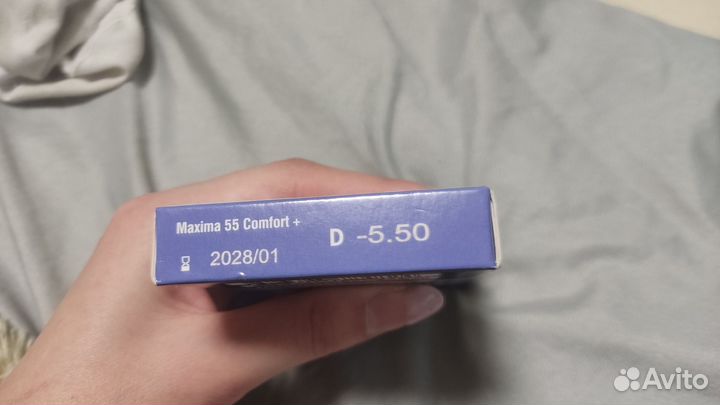 Maxima 55 Comfort +
D -5.50
2028/01
Avito